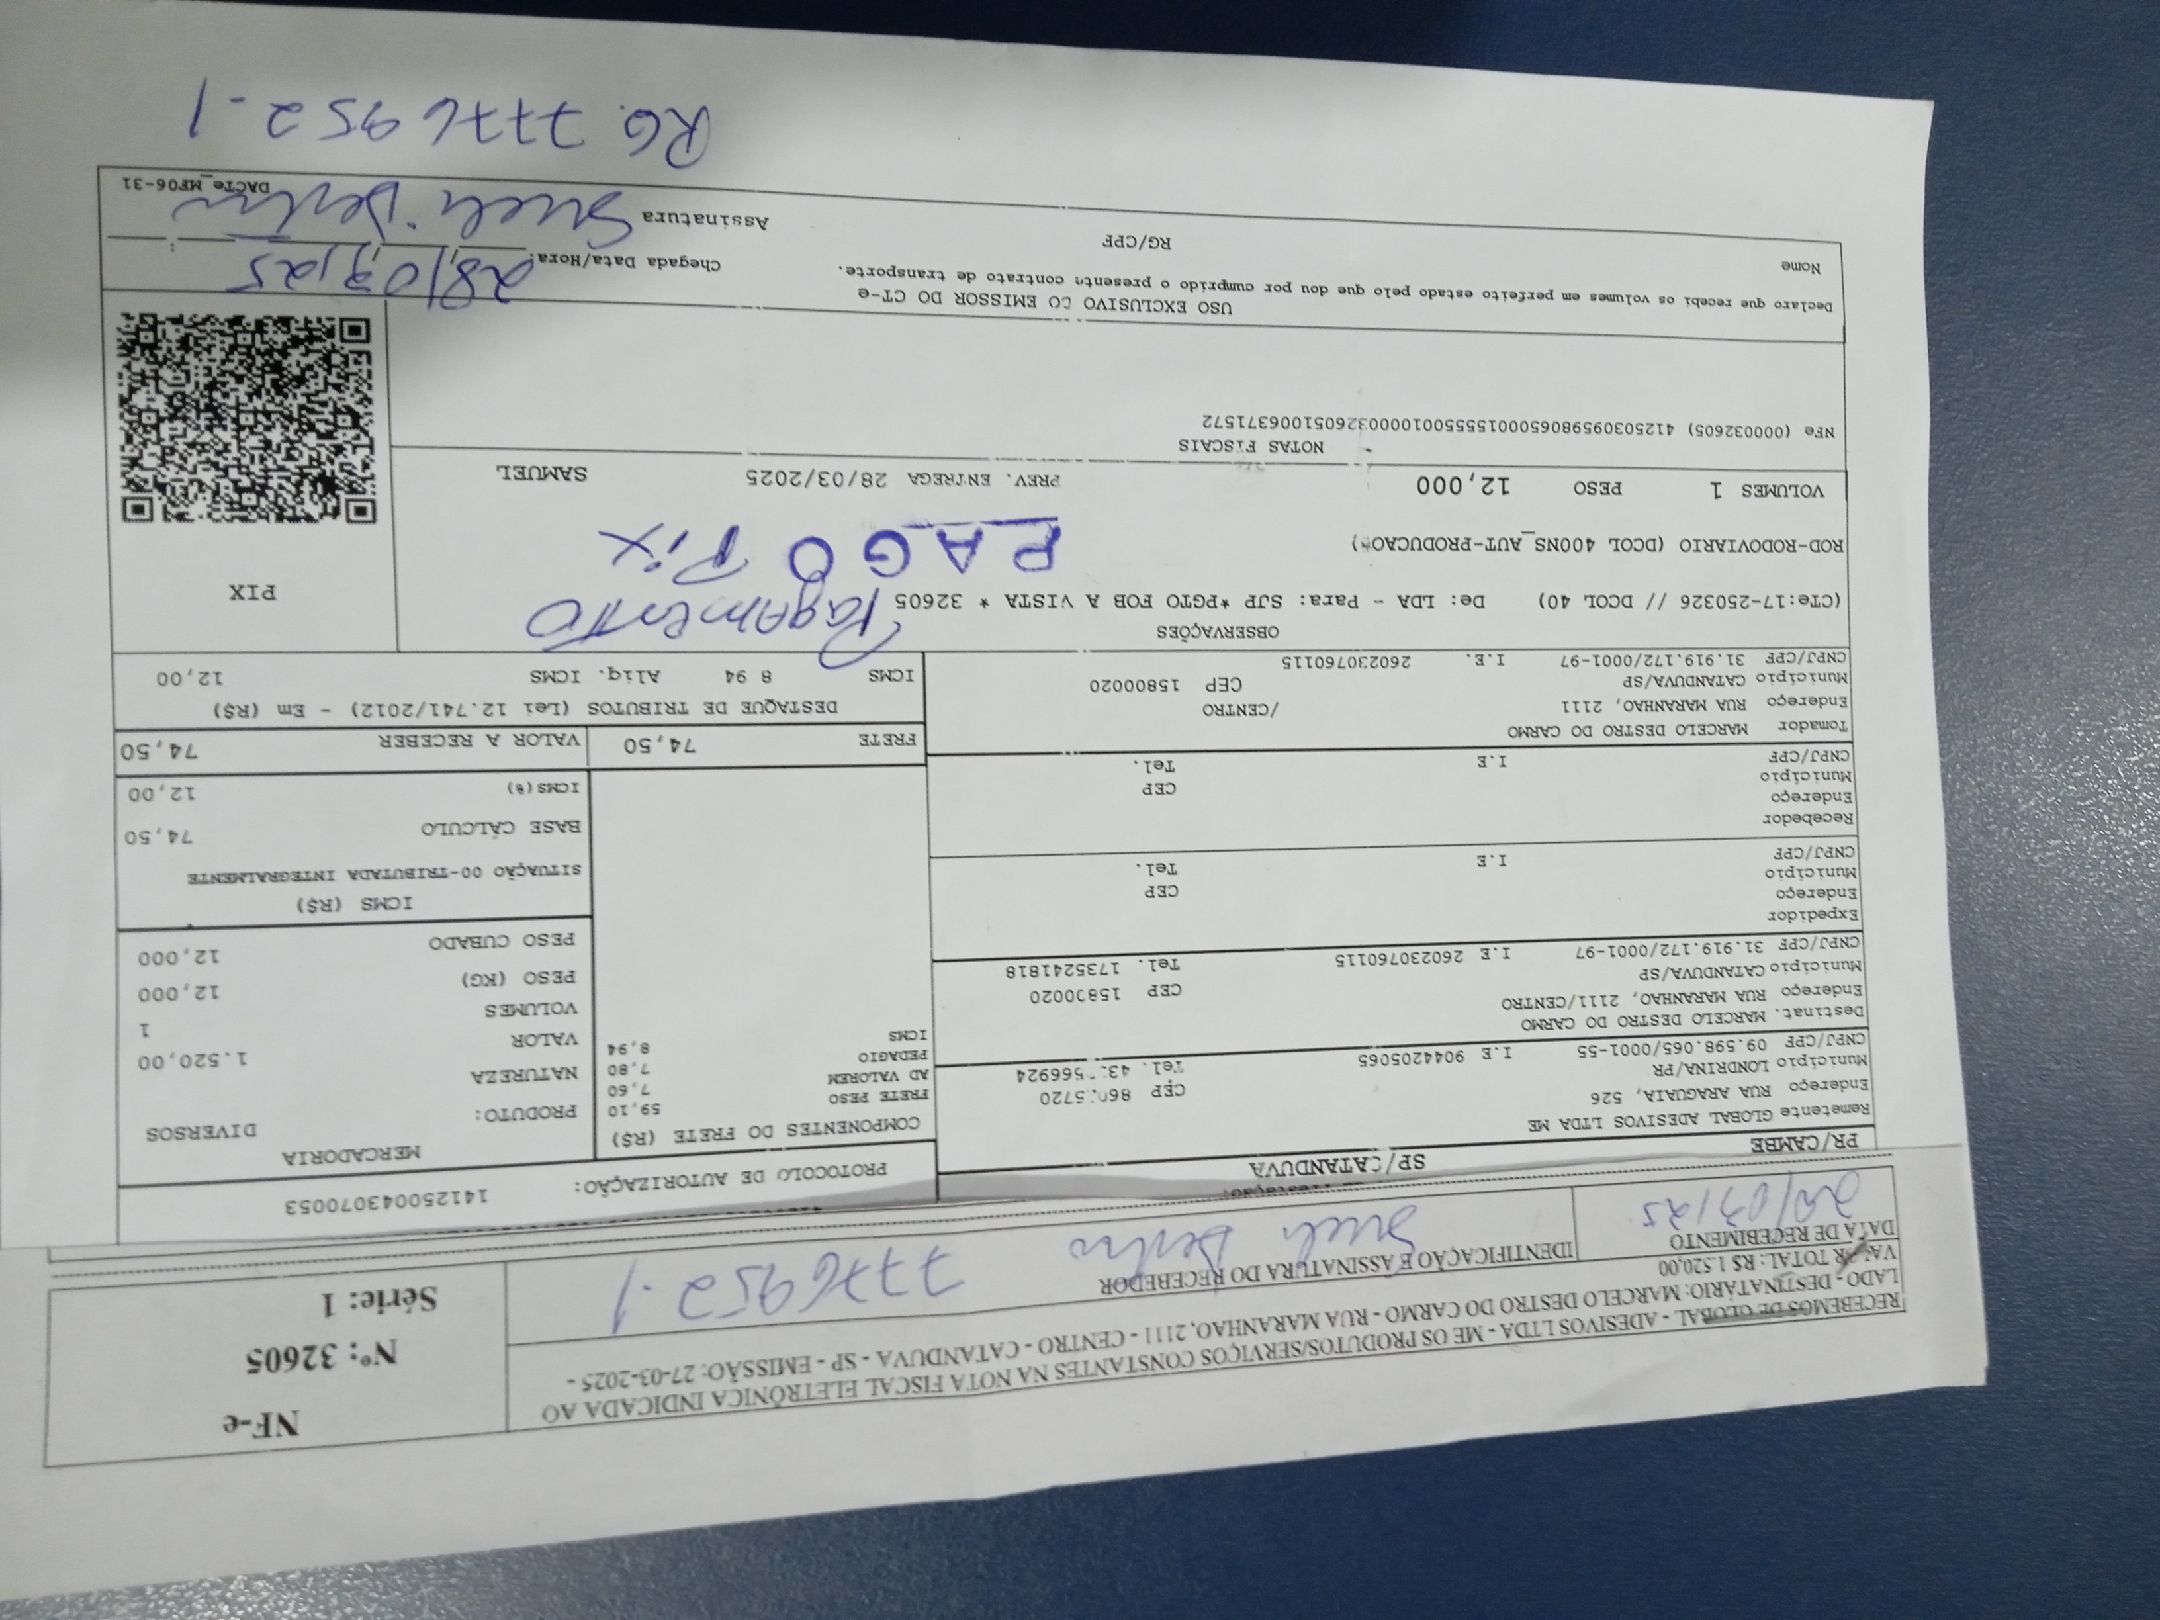 RECEBEMOS DE GLOBAL - ADESIVOS LTDA - ME OS PRODUTOS/SERVIÇOS CONSTANTES NA NOTA FISCAL ELETRÔNICA INDICADA AO
LADO - DESTINATÁRIO: MARCELO DESTRO DO CARMO - RUA MARANHAO, 2111 - CENTRO - CATANDUVA - SP - EMISSÃO: 27-03-2025 -
VALOR TOTAL: R$ 1.520,00
NF-e
Nº: 32605
Série: 1
DATA DE RECEBIMENTO
28/03/25
IDENTIFICAÇÃO E ASSINATURA DO RECEBEDOR
Sueli
7776952-1
PR/CAMBE
SP/CATANDUVA
PROTOCOLO DE AUTORIZAÇÃO: 141250043070053
Remetente GLOBAL ADESIVOS LTDA ME
Endereço RUA ARAGUAIA, 526
CEP
Município LONDRINA/PR
Tel.
CNPJ/CPF 09.598.065/0001-55 I.E 9044205065
Destinat. MARCELO DESTRO DO CARMO
Endereço RUA MARANHAO, 2111/CENTRO
CEP 15800020
Município CATANDUVA/SP
Tel. 1735241818
CNPJ/CPF 31.919.172/0001-97 I.E 260230760115
Expedidor
Endereço
CEP
Município
Tel.
CNPJ/CPF I.E
Recebedor
Endereço
CEP
Município
Tel.
CNPJ/CPF I.E
Tomador MARCELO DESTRO DO CARMO
Endereço RUA MARANHAO, 2111 /CENTRO
Município CATANDUVA/SP CEP 15800020
CNPJ/CPF 31.919.172/0001-97 I.E. 260230760115
COMPONENTES DO FRETE (R$)
FRETE PESO 59,10
AD VALOREM 7,60
PEDAGIO 7,80
ICMS 8,94
FRETE 74,50
MERCADORIA
PRODUTO: DIVERSOS
NATUREZA
VALOR 1.520,00
VOLUMES 1
PESO (KG) 12,000
PESO CUBADO 12,000
ICMS (R$)
SITUAÇÃO 00-TRIBUTADA INTEGRALMENTE
BASE CÁLCULO 74,50
ICMS(%) 12,00
VALOR A RECEBER 74,50
DESTAQUE DE TRIBUTOS (Lei 12.741/2012) - Em (R$)
ICMS 8 94 Aliq. ICMS 12,00
OBSERVAÇÕES
(CTe:17-250326 // DCOL 40) De: LDA - Para: SJP *PGTO FOB A VISTA * 32605
Pagamento
PAGO Pix
ROD-RODOVIARIO (DCOL 400NS_AUT-PRODUCAO*)
PIX
VOLUMES 1 PESO 12,000 PREV. ENTREGA 28/03/2025 SAMUEL
NOTAS FISCAIS
NFe (000032605) 41250309598065000155550010000326051006371572
USO EXCLUSIVO DO EMISSOR DO CT-e
Declaro que recebi os volumes em perfeito estado pelo que dou por cumprido o presente contrato de transporte.
Chegada Data/Hora: 28/03/25
Nome
RG/CPF
Assinatura Sueli
DACTe_MF06-31
RG. 7776952-1